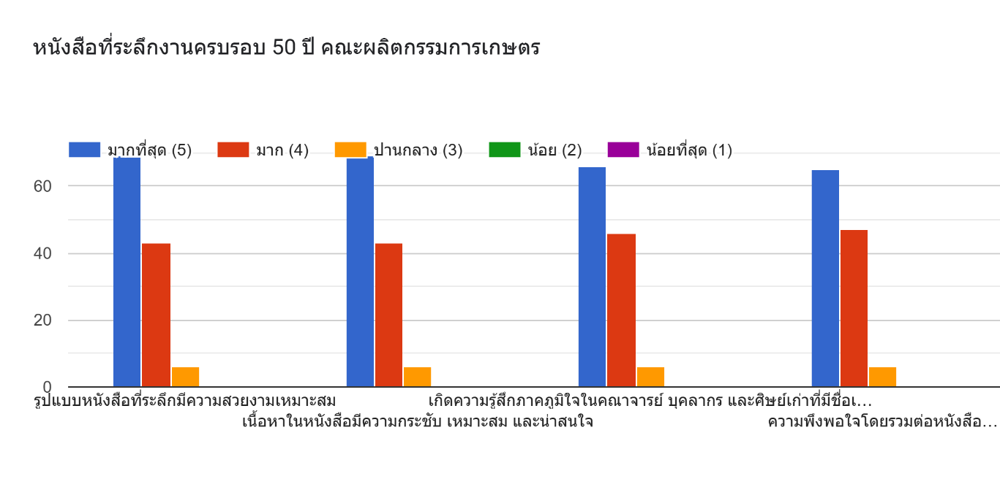 หนังสือที่ระลึกงานครบรอบ 50 ปี คณะผลิตกรรมการเกษตร
มากที่สุด (5) มาก (4) ปานกลาง (3) น้อย (2) น้อยที่สุด (1)
60
40
20
0
รูปแบบหนังสือที่ระลึกมีความสวยงามเหมาะสม เกิดความรู้สึกภาคภูมิใจในคณาจารย์ บุคลากร และศิษย์เก่าที่มีชื่อเ…
เนื้อหาในหนังสือมีความกระชับ เหมาะสม และน่าสนใจ ความพึงพอใจโดยรวมต่อหนังสือ…